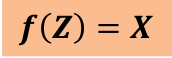 f(Z) = X